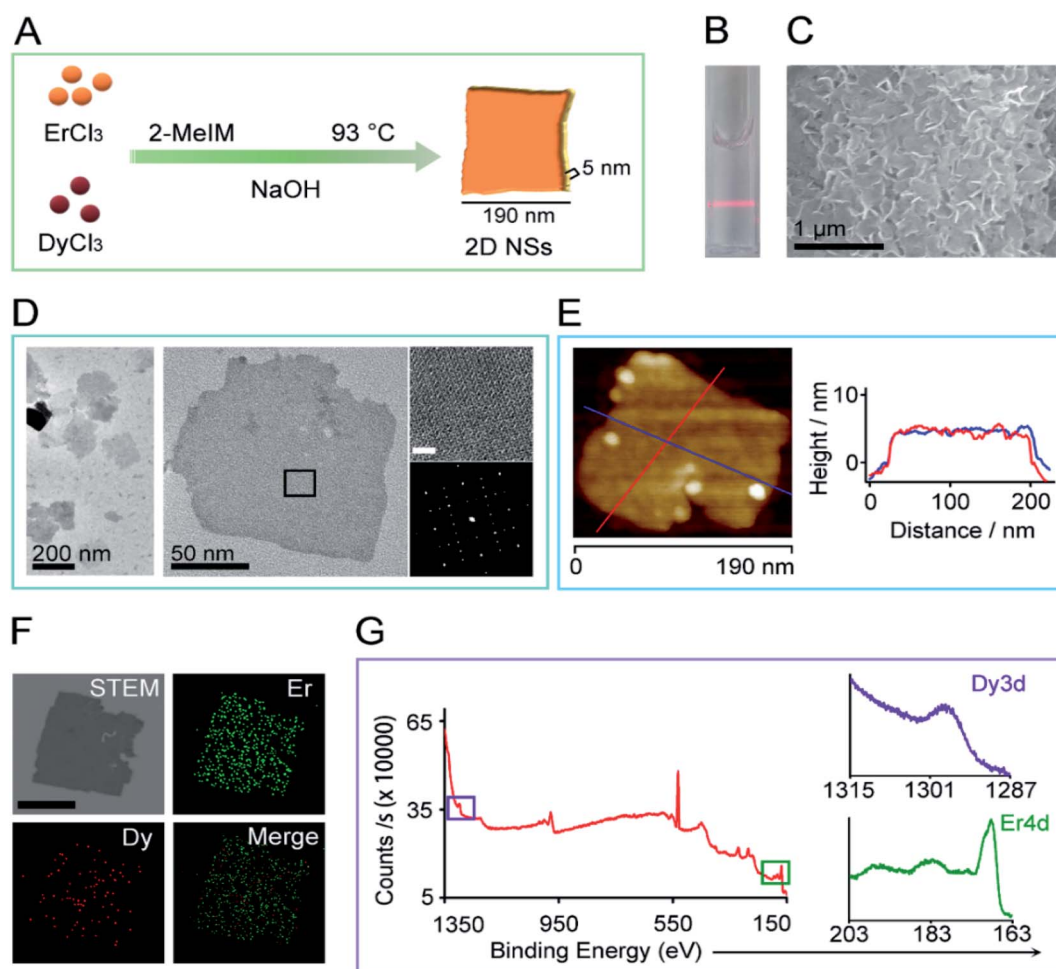 A
ErCl₃
2-MeIM
93 °C
NaOH
DyCl₃
5 nm
190 nm
2D NSs
B
C
1 μm
D
200 nm
50 nm
E
0
190 nm
Height / nm
10
0
0
100
200
Distance / nm
F
STEM
Er
Dy
Merge
G
Counts /s (x 10000)
65
35
5
1350
950
550
150
Binding Energy (eV)
Dy3d
1315
1301
1287
Er4d
203
183
163